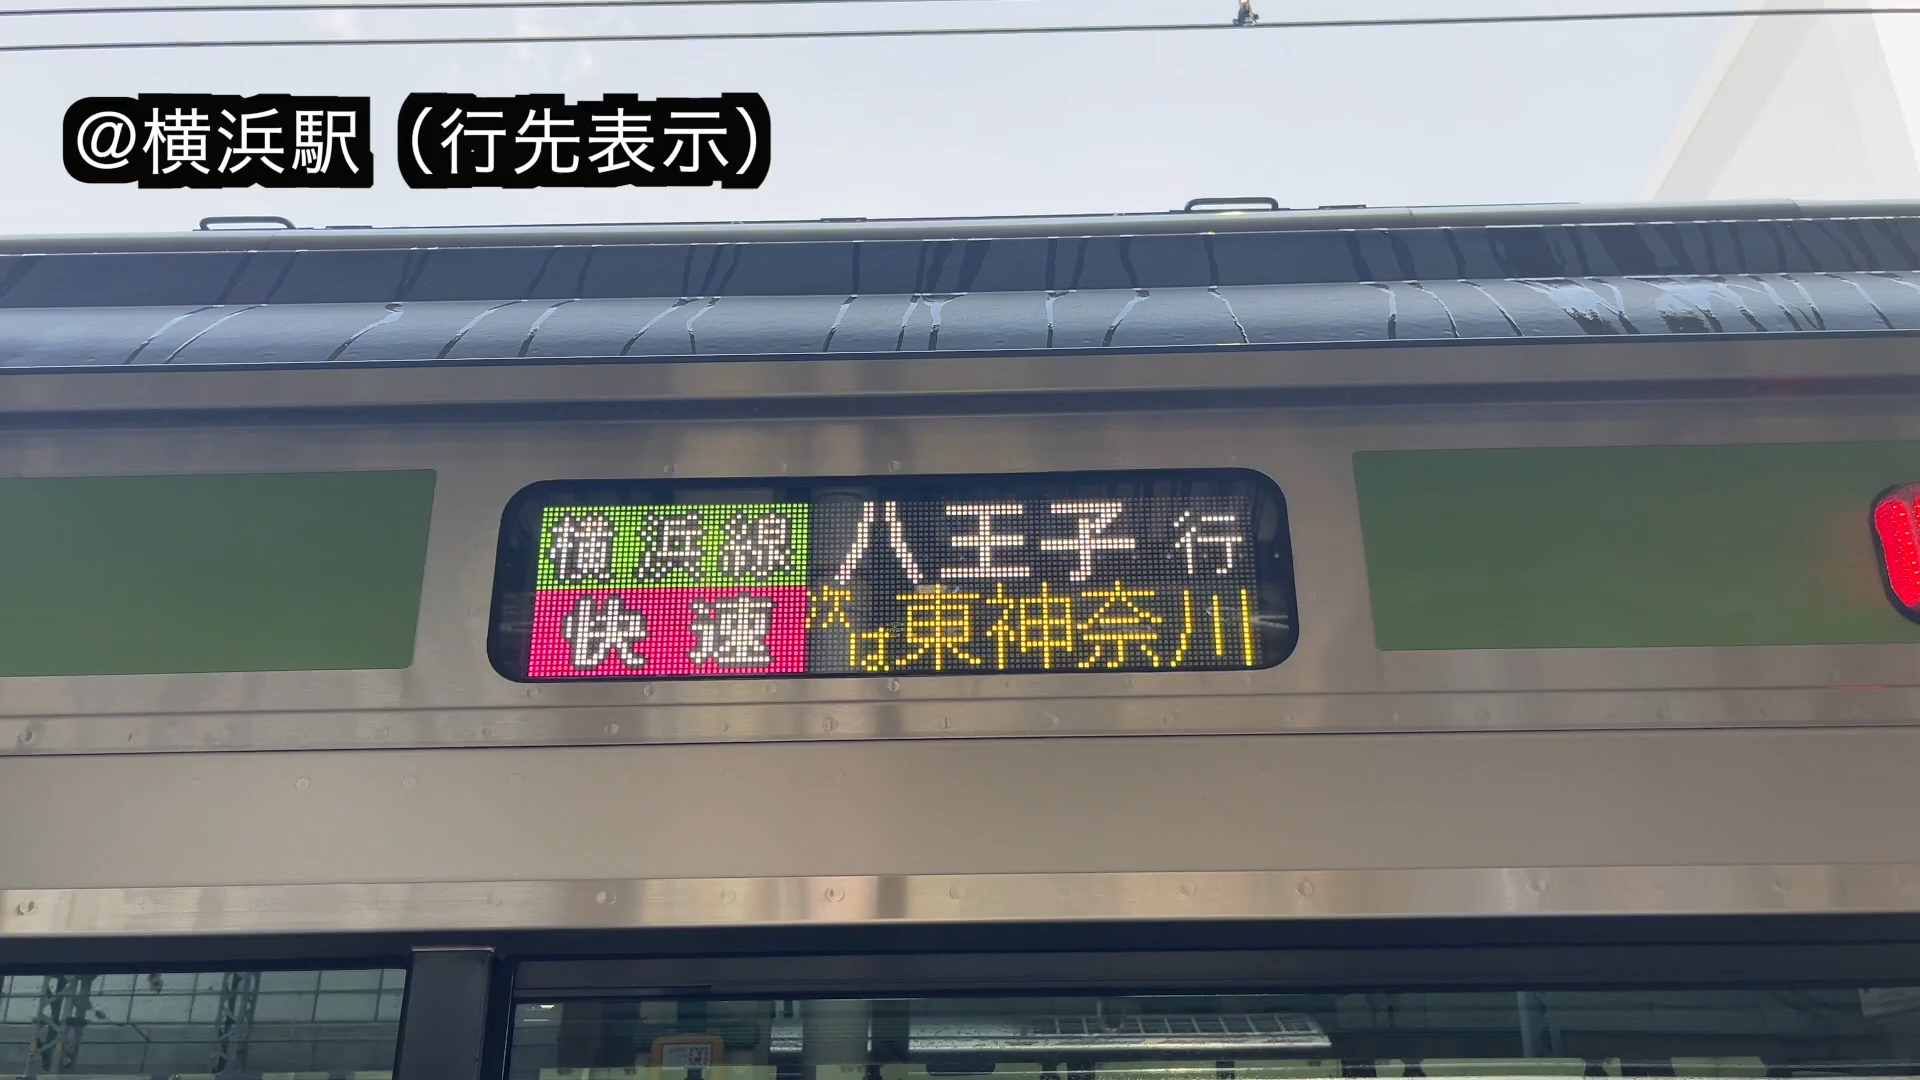 @横浜駅（行先表示）
横浜線 八王子 行
快速 次は東神奈川